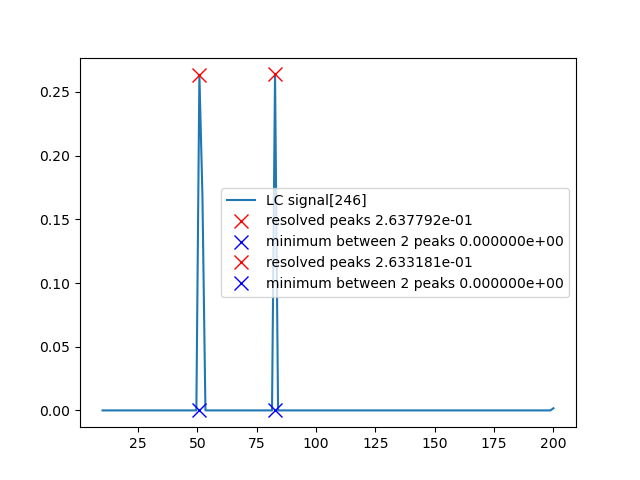 0.25
0.20
0.15
0.10
0.05
0.00
LC signal[246]
resolved peaks 2.637792e-01
minimum between 2 peaks 0.000000e+00
resolved peaks 2.633181e-01
minimum between 2 peaks 0.000000e+00
25 50 75 100 125 150 175 200